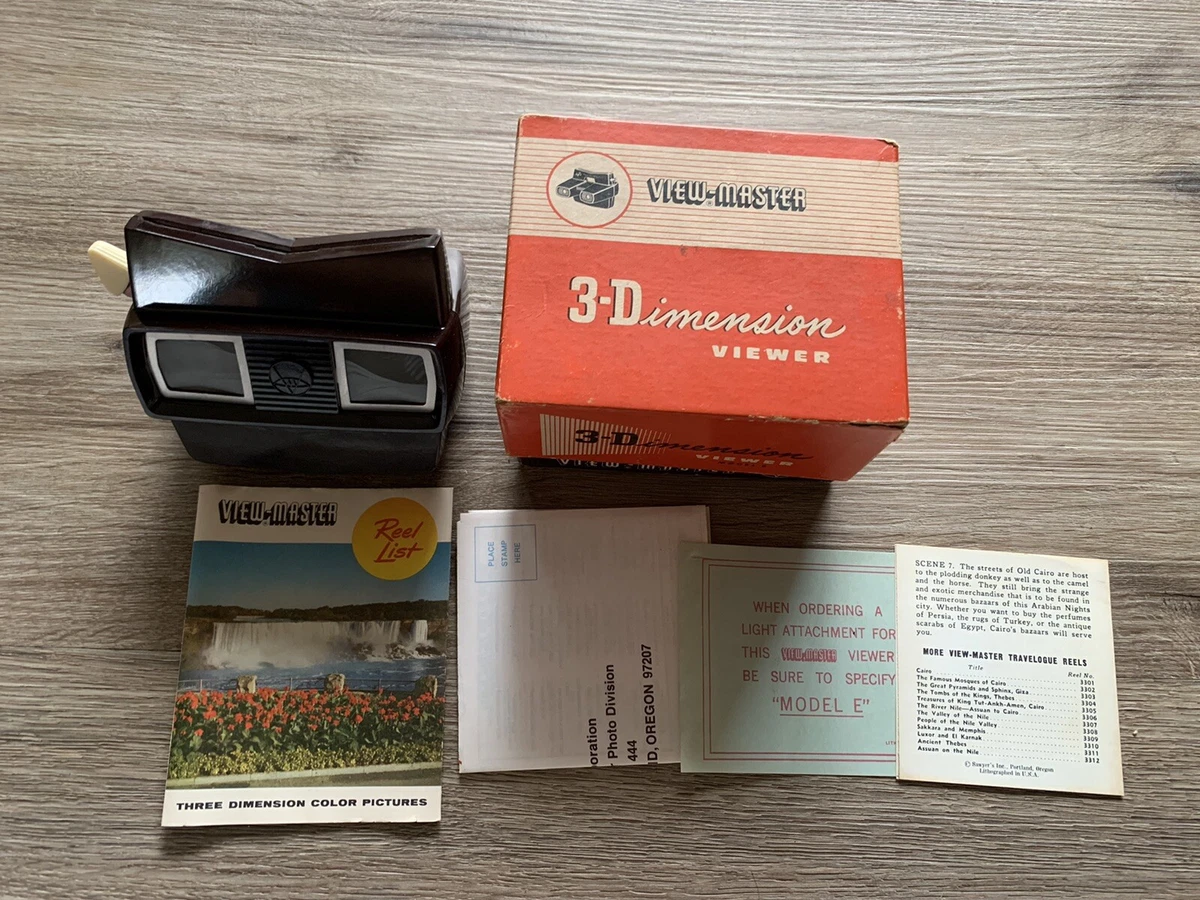 VIEW-MASTER
3-Dimension
VIEWER
3-Dimension
VIEWER
VIEW-MASTER
VIEW-MASTER
Reel
List
THREE DIMENSION COLOR PICTURES
PLACE
STAMP
HERE
oration
Photo Division
444
D, OREGON 97207
WHEN ORDERING A
LIGHT ATTACHMENT FOR
THIS VIEW-MASTER VIEWER
BE SURE TO SPECIFY
"MODEL E"
LIT
SCENE 7. The streets of Old Cairo are host
to the plodding donkey as well as to the camel
and the horse. They still bring the strange
and exotic merchandise that is to be found in
the numerous bazaars of this Arabian Nights
city. Whether you want to buy the perfumes
of Persia, the rugs of Turkey, or the antique
scarabs of Egypt, Cairo's bazaars will serve
you.
MORE VIEW-MASTER TRAVELOGUE REELS
Title Reel No.
Cairo 3301
The Famous Mosques of Cairo 3302
The Great Pyramids and Sphinx, Giza 3303
The Tombs of the Kings, Thebes 3304
Treasures of King Tut-Ankh-Amen, Cairo 3305
The River Nile—Assuan to Cairo 3306
The Valley of the Nile 3307
People of the Nile Valley 3308
Sakkara and Memphis 3309
Luxor and El Karnak 3310
Ancient Thebes 3311
Assuan on the Nile 3312
© Sawyer's Inc., Portland, Oregon
Lithographed in U.S.A.